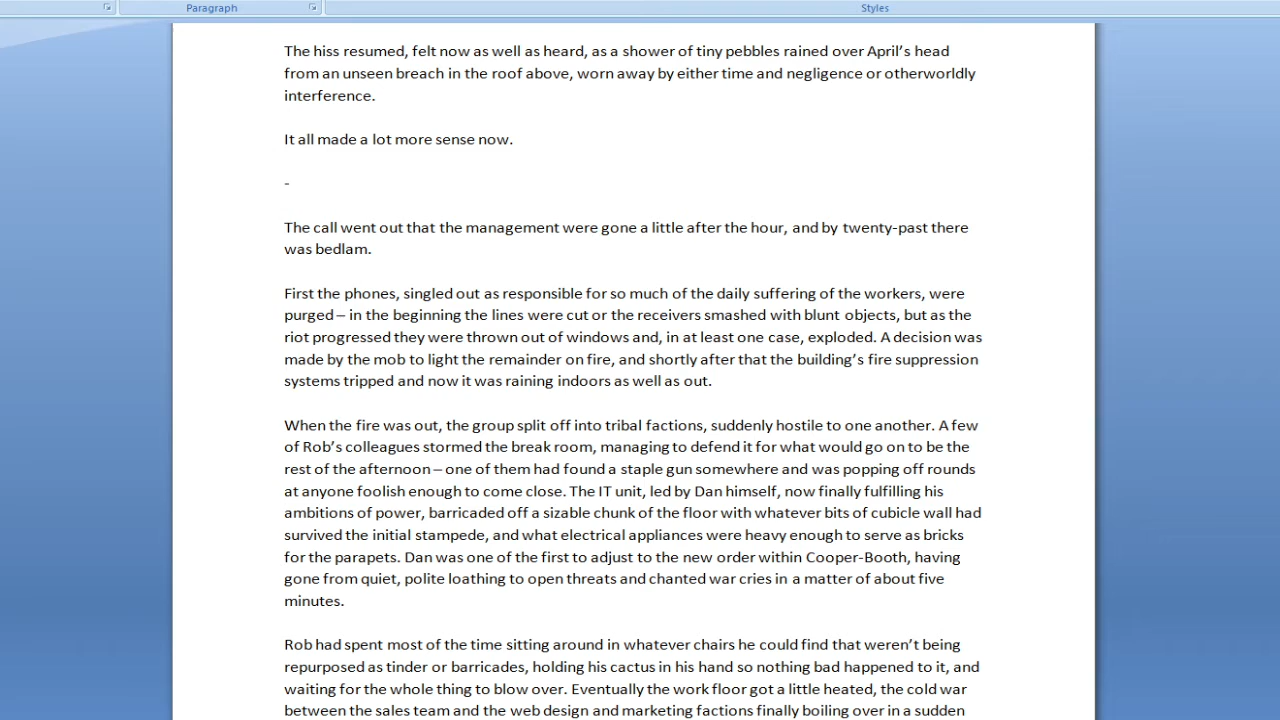 Paragraph
Styles
The hiss resumed, felt now as well as heard, as a shower of tiny pebbles rained over April’s head
from an unseen breach in the roof above, worn away by either time and negligence or otherworldly
interference.
It all made a lot more sense now.
-
The call went out that the management were gone a little after the hour, and by twenty-past there
was bedlam.
First the phones, singled out as responsible for so much of the daily suffering of the workers, were
purged – in the beginning the lines were cut or the receivers smashed with blunt objects, but as the
riot progressed they were thrown out of windows and, in at least one case, exploded. A decision was
made by the mob to light the remainder on fire, and shortly after that the building’s fire suppression
systems tripped and now it was raining indoors as well as out.
When the fire was out, the group split off into tribal factions, suddenly hostile to one another. A few
of Rob’s colleagues stormed the break room, managing to defend it for what would go on to be the
rest of the afternoon – one of them had found a staple gun somewhere and was popping off rounds
at anyone foolish enough to come close. The IT unit, led by Dan himself, now finally fulfilling his
ambitions of power, barricaded off a sizable chunk of the floor with whatever bits of cubicle wall had
survived the initial stampede, and what electrical appliances were heavy enough to serve as bricks
for the parapets. Dan was one of the first to adjust to the new order within Cooper-Booth, having
gone from quiet, polite loathing to open threats and chanted war cries in a matter of about five
minutes.
Rob had spent most of the time sitting around in whatever chairs he could find that weren’t being
repurposed as tinder or barricades, holding his cactus in his hand so nothing bad happened to it, and
waiting for the whole thing to blow over. Eventually the work floor got a little heated, the cold war
between the sales team and the web design and marketing factions finally boiling over in a sudden